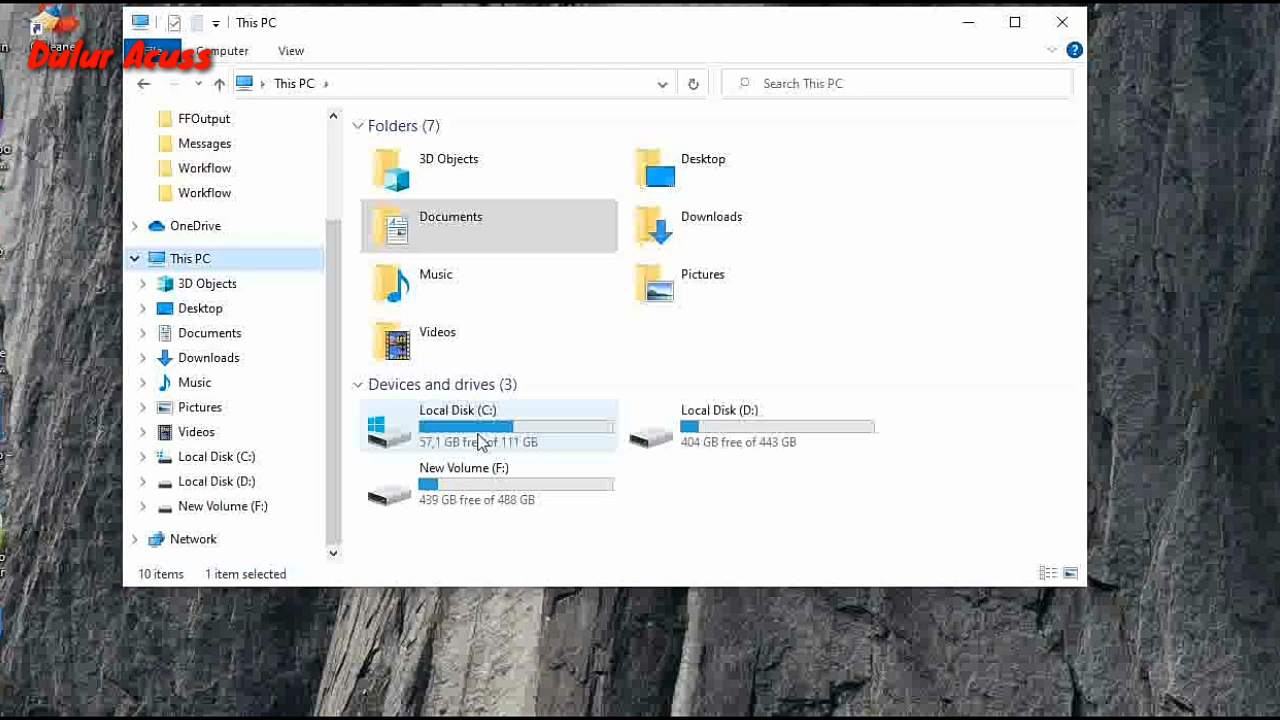 This PC
Dulur Acuss
Computer
View
This PC
Search This PC
FFOutput
Messages
Workflow
Workflow
OneDrive
This PC
3D Objects
Desktop
Documents
Downloads
Music
Pictures
Videos
Local Disk (C:)
Local Disk (D:)
New Volume (F:)
Network
Folders (7)
3D Objects
Desktop
Documents
Downloads
Music
Pictures
Videos
Devices and drives (3)
Local Disk (C:)
57,1 GB free of 111 GB
Local Disk (D:)
404 GB free of 443 GB
New Volume (F:)
439 GB free of 488 GB
10 items
1 item selected